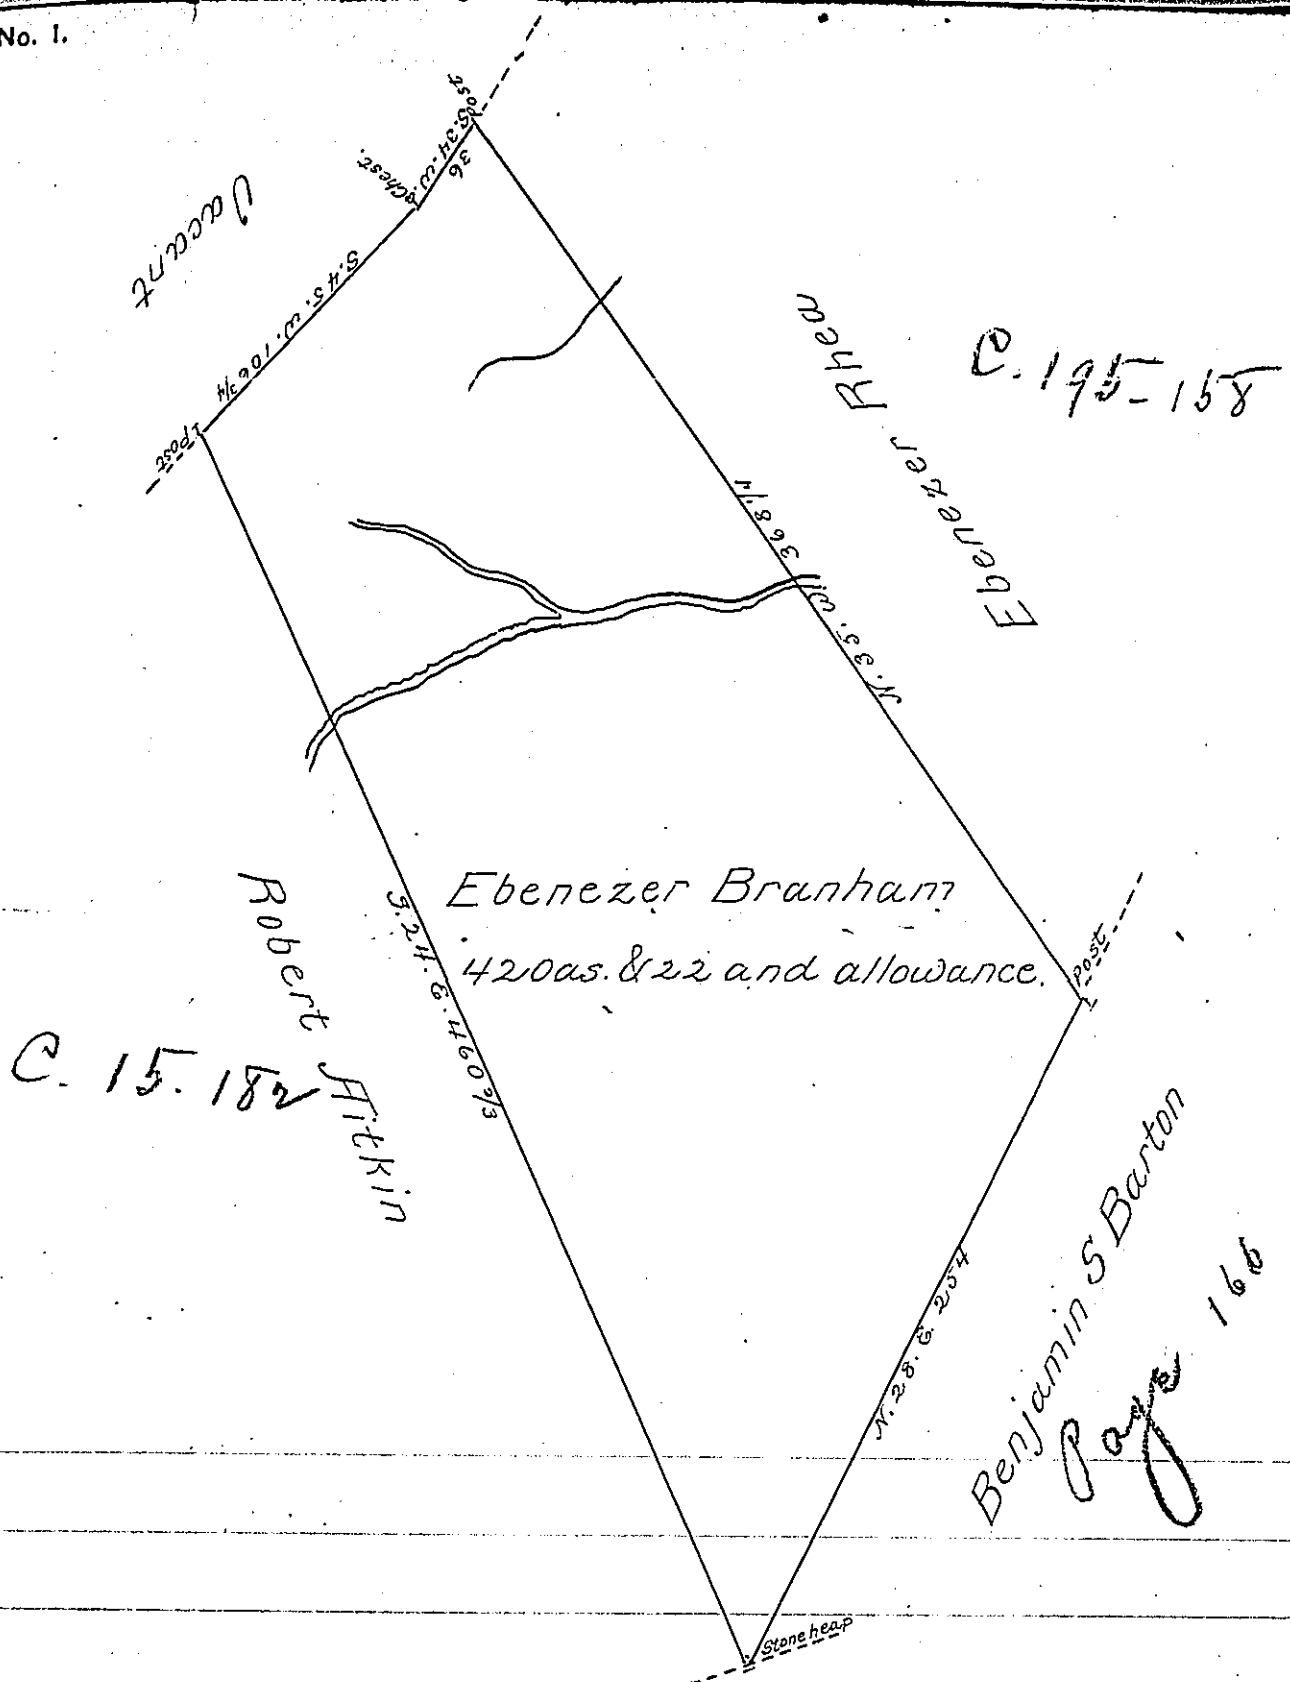 No. 1.
Post
S. 34. W.
36
to Chest.
Vacant
S. 45. W. 106 3/4
Post
Ebenezer Rhea
C. 195-158
N. 35. W. 368 1/4
Ebenezer Branham
420as. & 22 and allowance.
Robert Aitkin
C. 15. 182
S. 24. E. 460 2/3
Post
Benjamin S Barton
Page 166
N. 28. E. 254
Stone heap